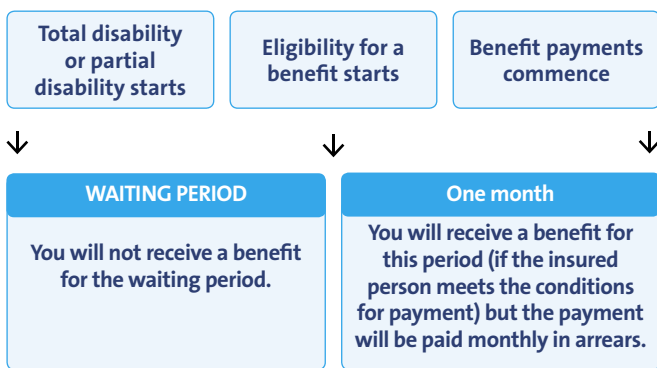 Total disability
or partial
disability starts
Eligibility for a
benefit starts
Benefit payments
commence
WAITING PERIOD
You will not receive a benefit
for the waiting period.
One month
You will receive a benefit for
this period (if the insured
person meets the conditions
for payment) but the payment
will be paid monthly in arrears.